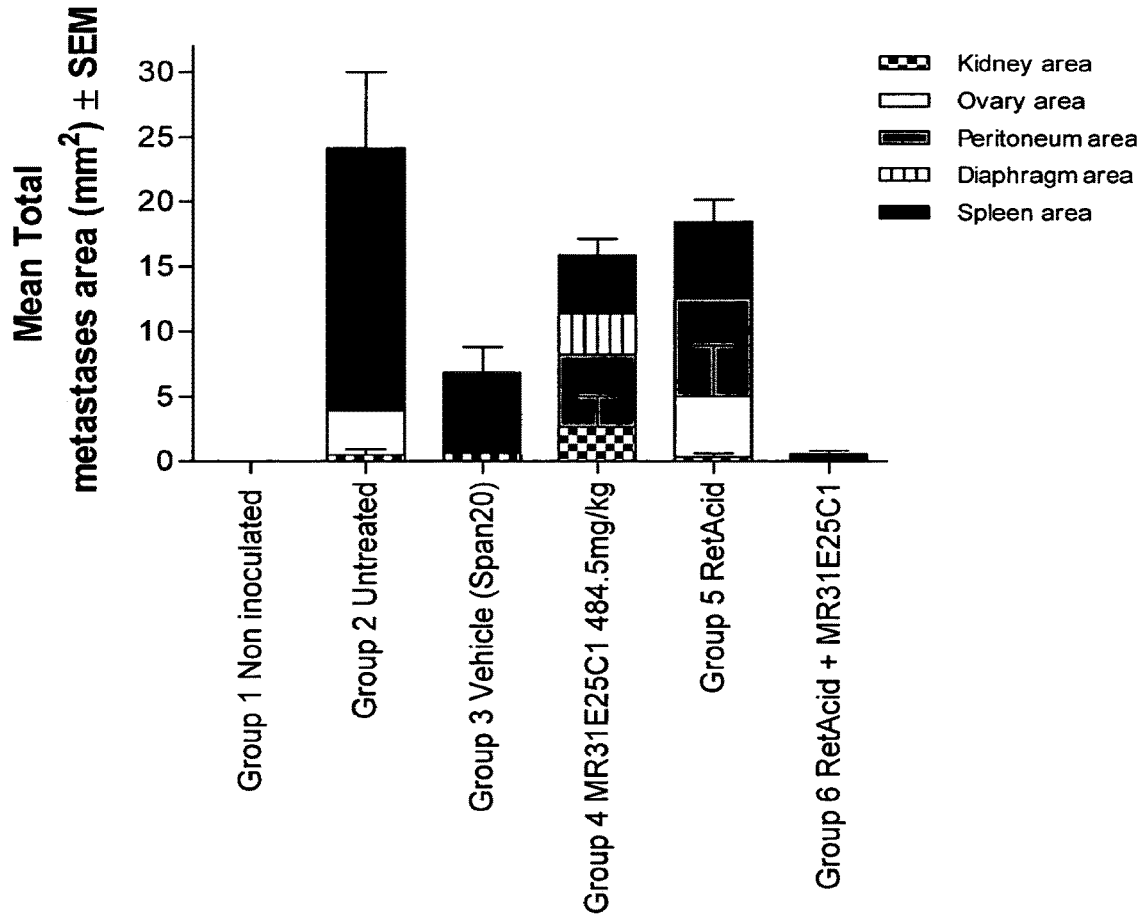 Mean Total
metastases area (mm²) ± SEM
30
25
20
15
10
5
0
Kidney area
Ovary area
Peritoneum area
Diaphragm area
Spleen area
Group 1 Non inoculated
Group 2 Untreated
Group 3 Vehicle (Span20)
Group 4 MR31E25C1 484.5mg/kg
Group 5 RetAcid
Group 6 RetAcid + MR31E25C1